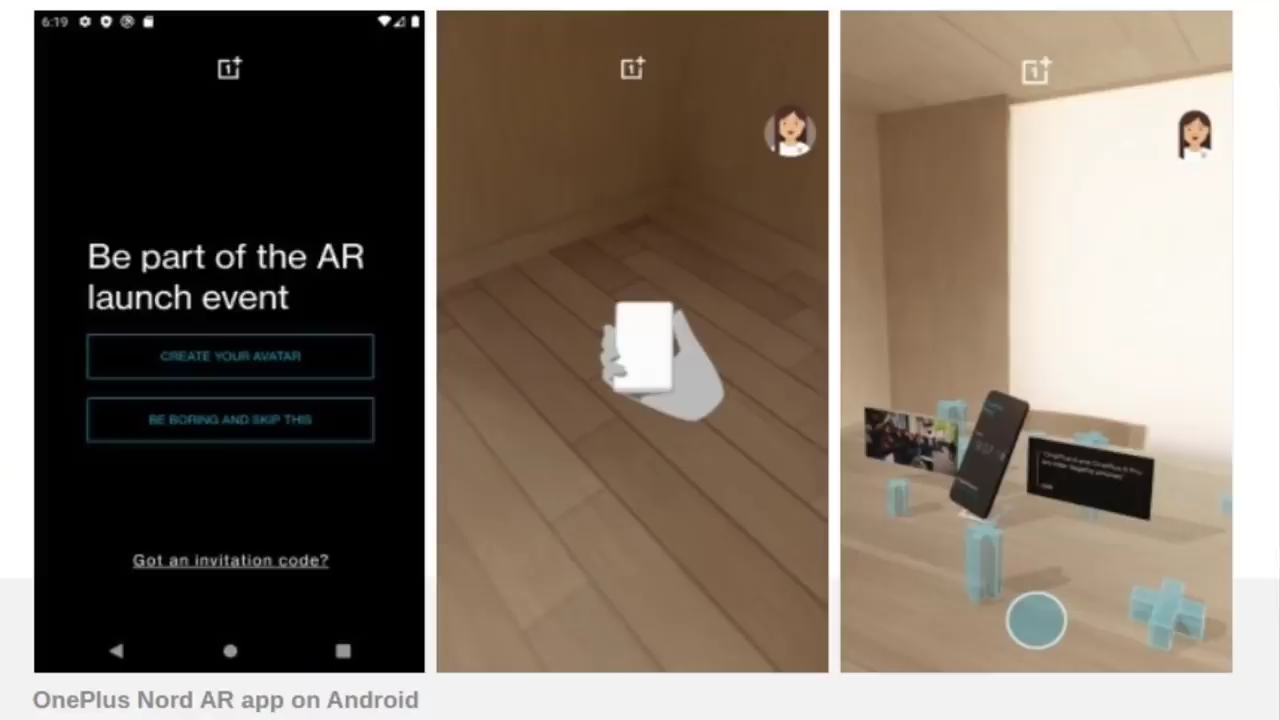 6:19
Be part of the AR
launch event
CREATE YOUR AVATAR
BE BORING AND SKIP THIS
Got an invitation code?
OnePlus Nord AR app on Android